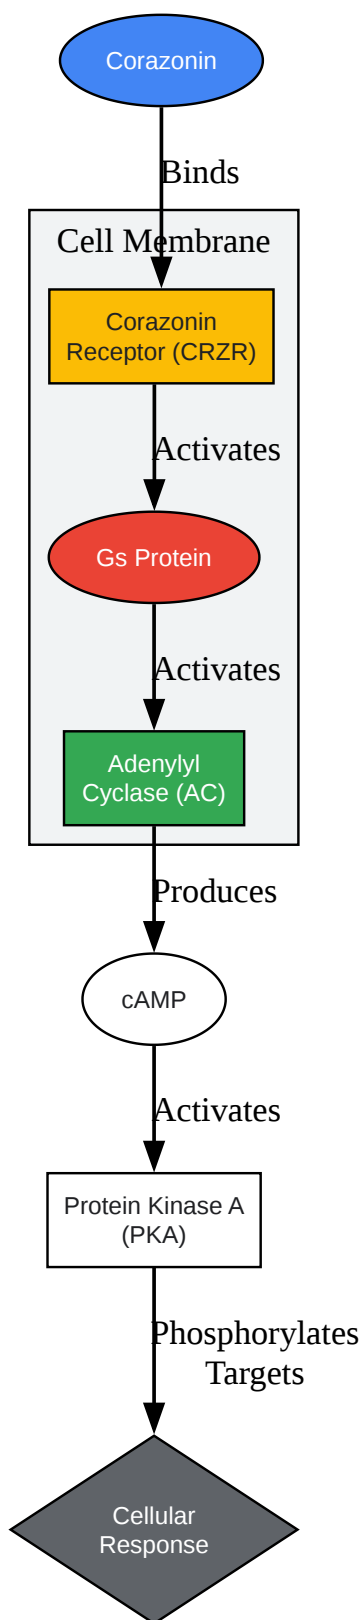 Corazonin
Binds
Cell Membrane
Corazonin
Receptor (CRZR)
Activates
Gs Protein
Activates
Adenylyl
Cyclase (AC)
Produces
cAMP
Activates
Protein Kinase A
(PKA)
Phosphorylates
Targets
Cellular
Response